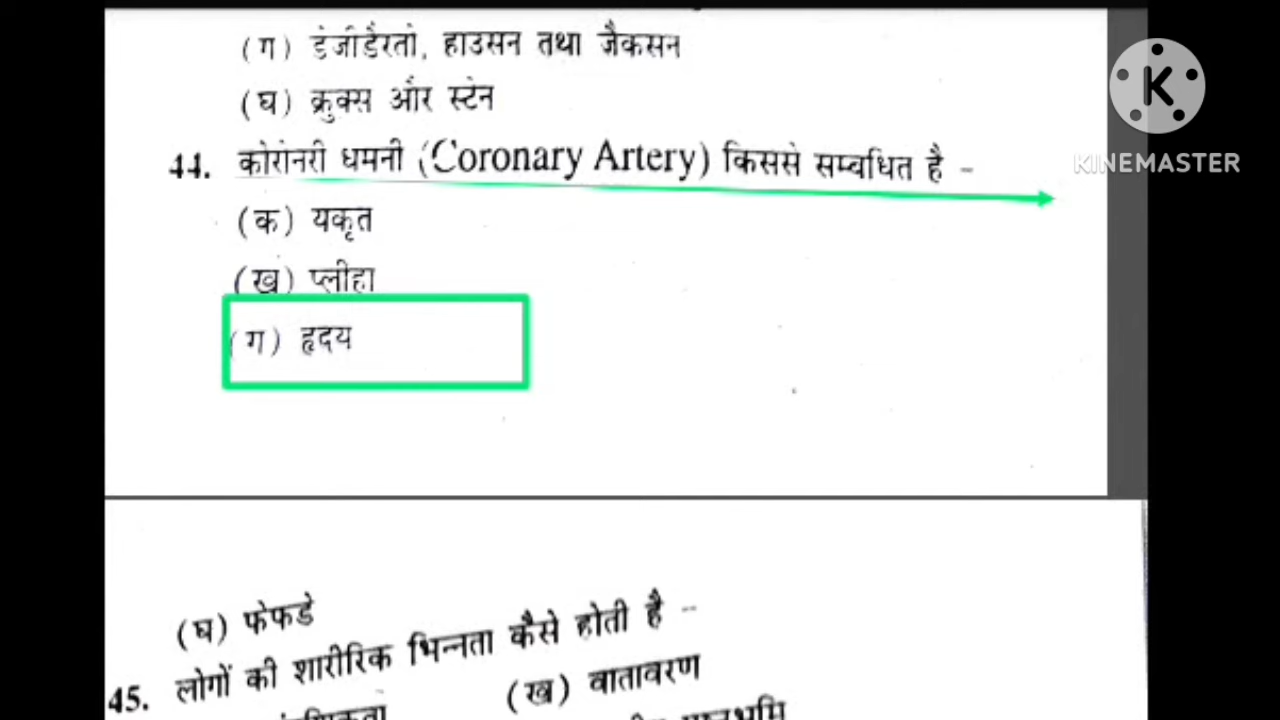 (ग) डेंजीडैरतो, हाउसन तथा जैकसन
(घ) क्रुक्स और स्टेन
44. कोरोनरी धमनी (Coronary Artery) किससे सम्वधित है –
(क) यकृत
(ख) प्लीहा
(ग) हृदय
(घ) फेफडे
45. लोगों की शारीरिक भिन्नता कैसे होती है –
(ख) वातावरण
K
KINEMASTER